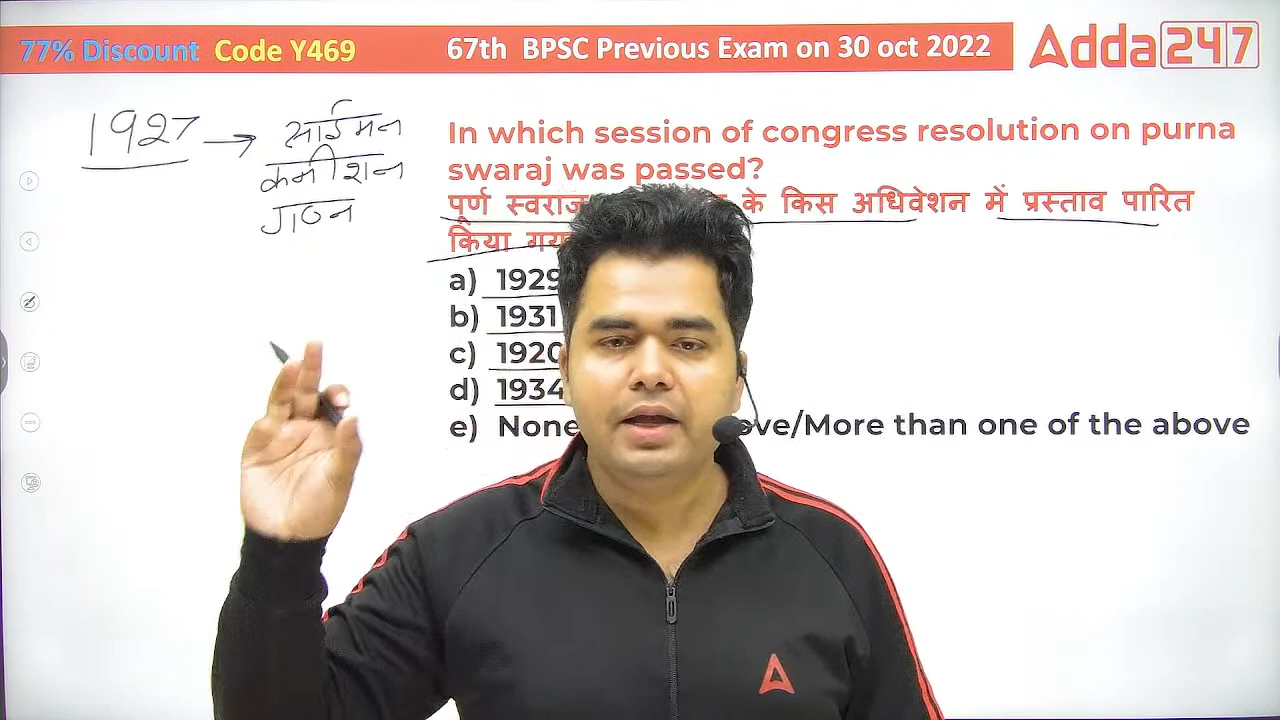 77% Discount Code Y469
67th BPSC Previous Exam on 30 oct 2022
Adda247
1927 → साईमन
कमीशन
गठन
In which session of congress resolution on purna
swaraj was passed?
पूर्ण स्वराज के किस अधिवेशन में प्रस्ताव पारित
किया
a) 1929
b) 1931
c) 1920
d) 1934
e) None /More than one of the above